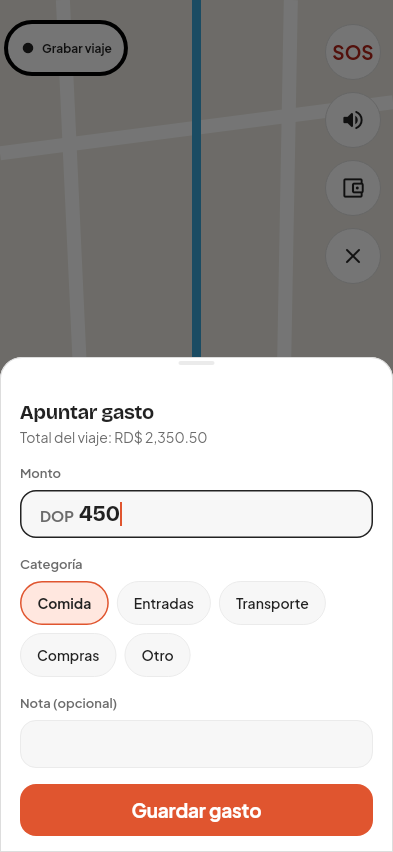 Grabar viaje
SOS
Apuntar gasto
Total del viaje: RD$ 2,350.50
Monto
DOP 450
Categoría
Comida
Entradas
Transporte
Compras
Otro
Nota (opcional)
Guardar gasto